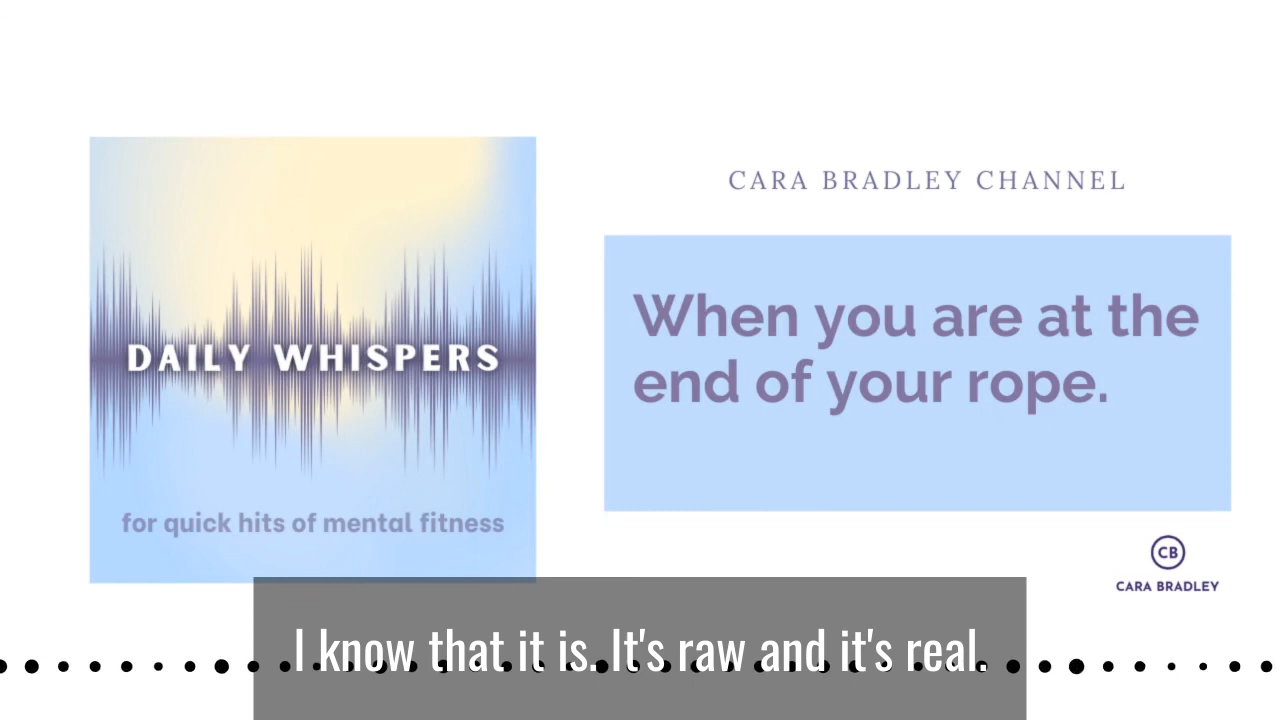 CARA BRADLEY CHANNEL
DAILY WHISPERS
for quick hits of mental fitness
When you are at the
end of your rope.
CB
CARA BRADLEY
I know that it is. It's raw and it's real.